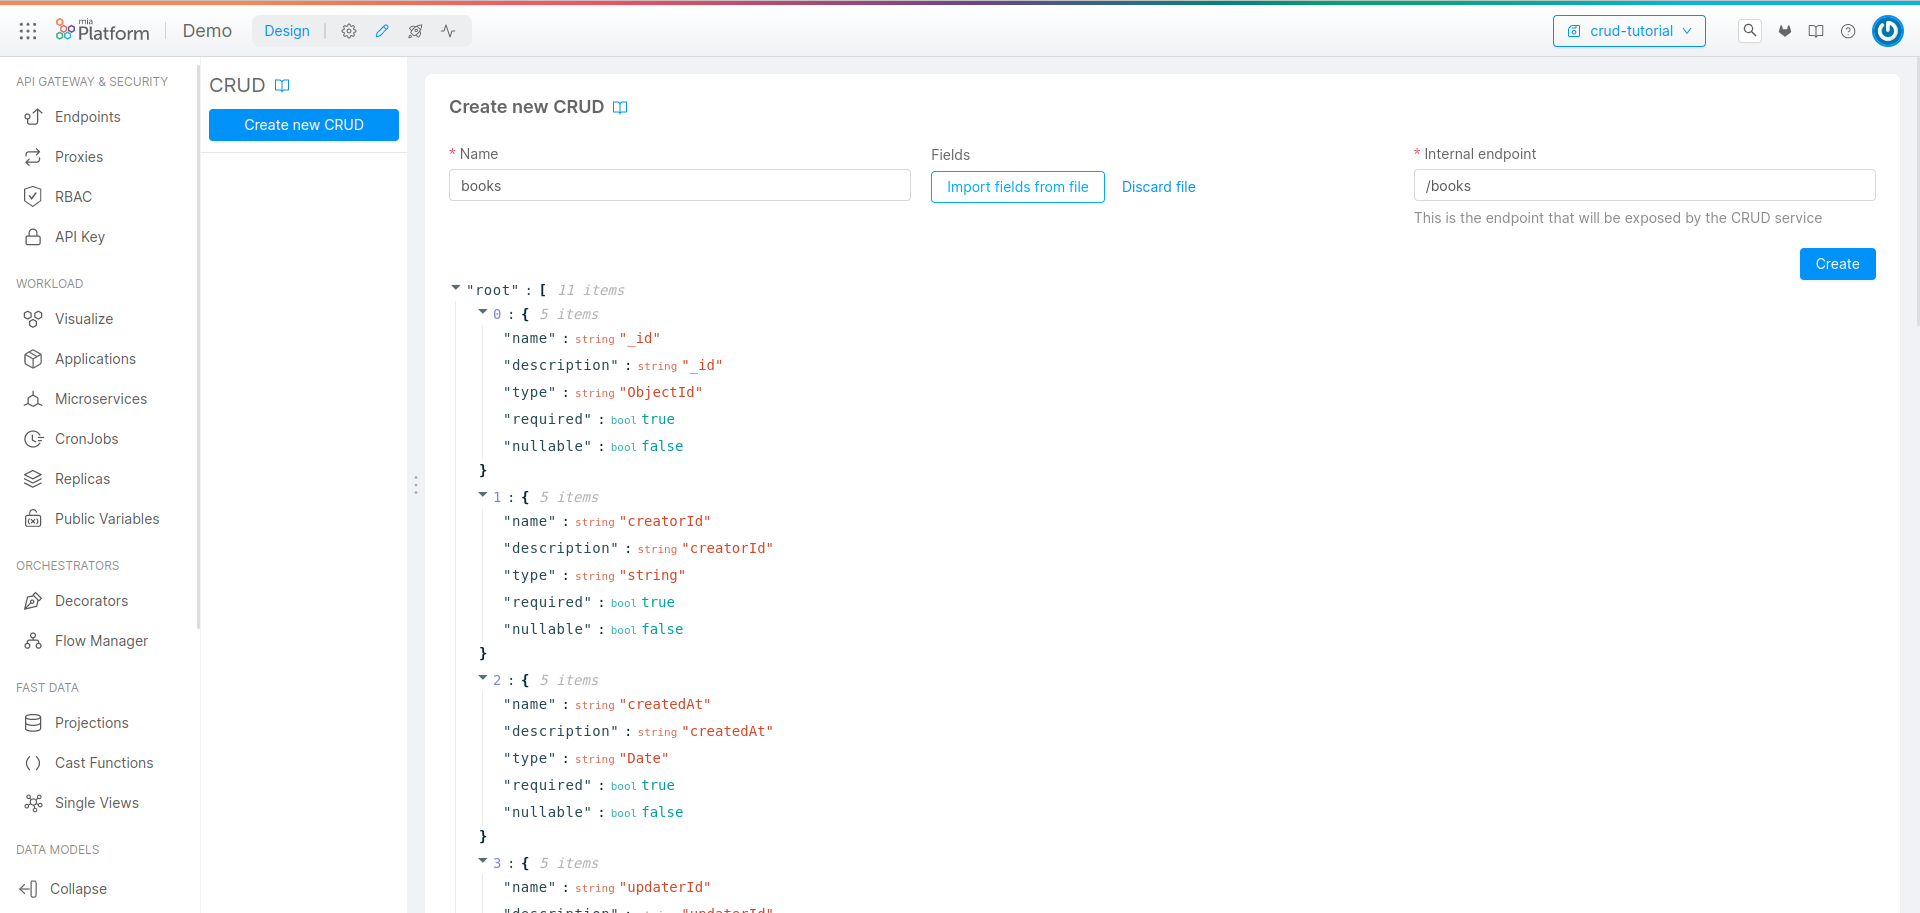 mia
Platform
Demo
Design
crud-tutorial
API GATEWAY & SECURITY
Endpoints
Proxies
RBAC
API Key
WORKLOAD
Visualize
Applications
Microservices
CronJobs
Replicas
Public Variables
ORCHESTRATORS
Decorators
Flow Manager
FAST DATA
Projections
Cast Functions
Single Views
DATA MODELS
Collapse
CRUD
Create new CRUD
Create new CRUD
* Name
books
Fields
Import fields from file
Discard file
* Internal endpoint
/books
This is the endpoint that will be exposed by the CRUD service
Create
"root" : [ 11 items
0 : { 5 items
"name" : string "_id"
"description" : string "_id"
"type" : string "ObjectId"
"required" : bool true
"nullable" : bool false
}
1 : { 5 items
"name" : string "creatorId"
"description" : string "creatorId"
"type" : string "string"
"required" : bool true
"nullable" : bool false
}
2 : { 5 items
"name" : string "createdAt"
"description" : string "createdAt"
"type" : string "Date"
"required" : bool true
"nullable" : bool false
}
3 : { 5 items
"name" : string "updaterId"
"description" : string "updaterId"